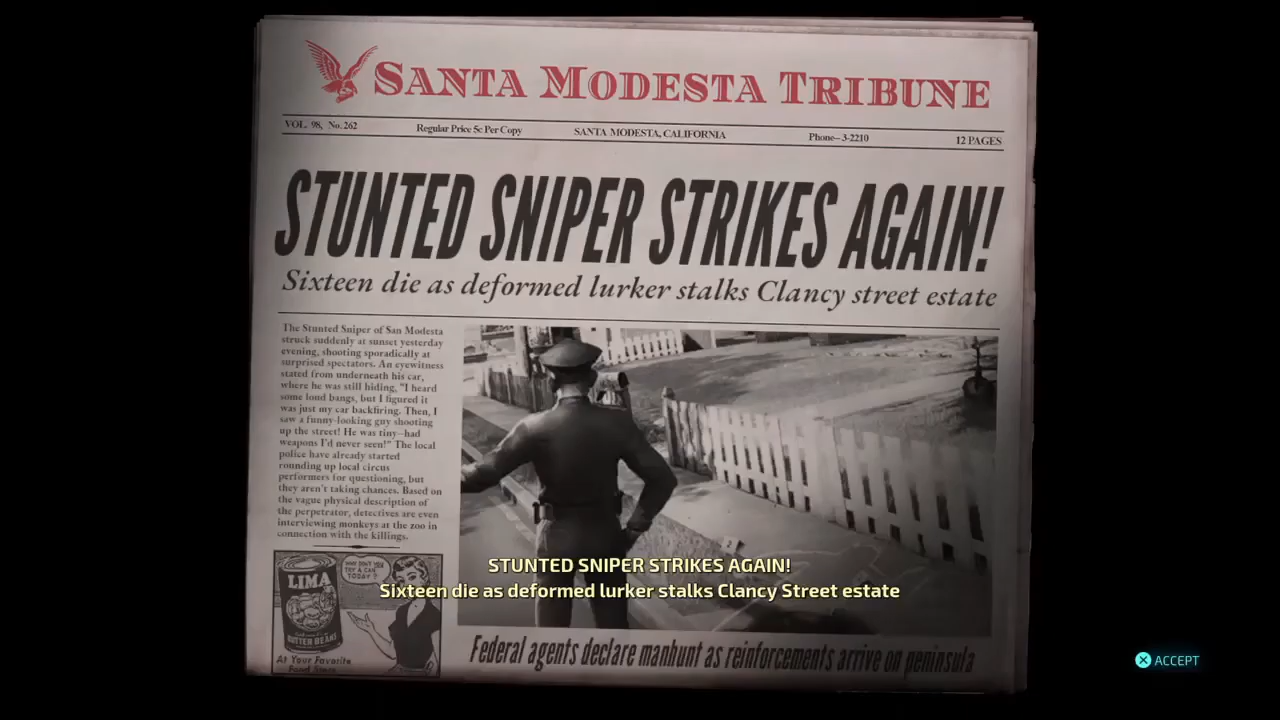 SANTA MODESTA TRIBUNE
VOL. 98, No. 262 Regular Price 5c Per Copy SANTA MODESTA, CALIFORNIA Phone—3-2210 12 PAGES
STUNTED SNIPER STRIKES AGAIN!
Sixteen die as deformed lurker stalks Clancy street estate
The Stunted Sniper of San Modesta
struck suddenly at sunset yesterday
evening, shooting sporadically at
surprised spectators. An eyewitness
stated from underneath his car,
where he was still hiding, "I heard
some loud bangs, but I figured it
was just my car backfiring. Then, I
saw a funny-looking guy shooting
up the street! He was tiny—had
weapons I'd never seen!" The local
police have already started
rounding up local circus
performers for questioning, but
they aren't taking chances. Based on
the vague physical description of
the perpetrator, detectives are even
interviewing monkeys at the zoo in
connection with the killings.
WHY DON'T YOU
TRY A CAN
TODAY?
LIMA
BUTTER BEANS
At Your Favorite
Food Store
STUNTED SNIPER STRIKES AGAIN!
Sixteen die as deformed lurker stalks Clancy Street estate
Federal agents declare manhunt as reinforcements arrive on peninsula
ACCEPT